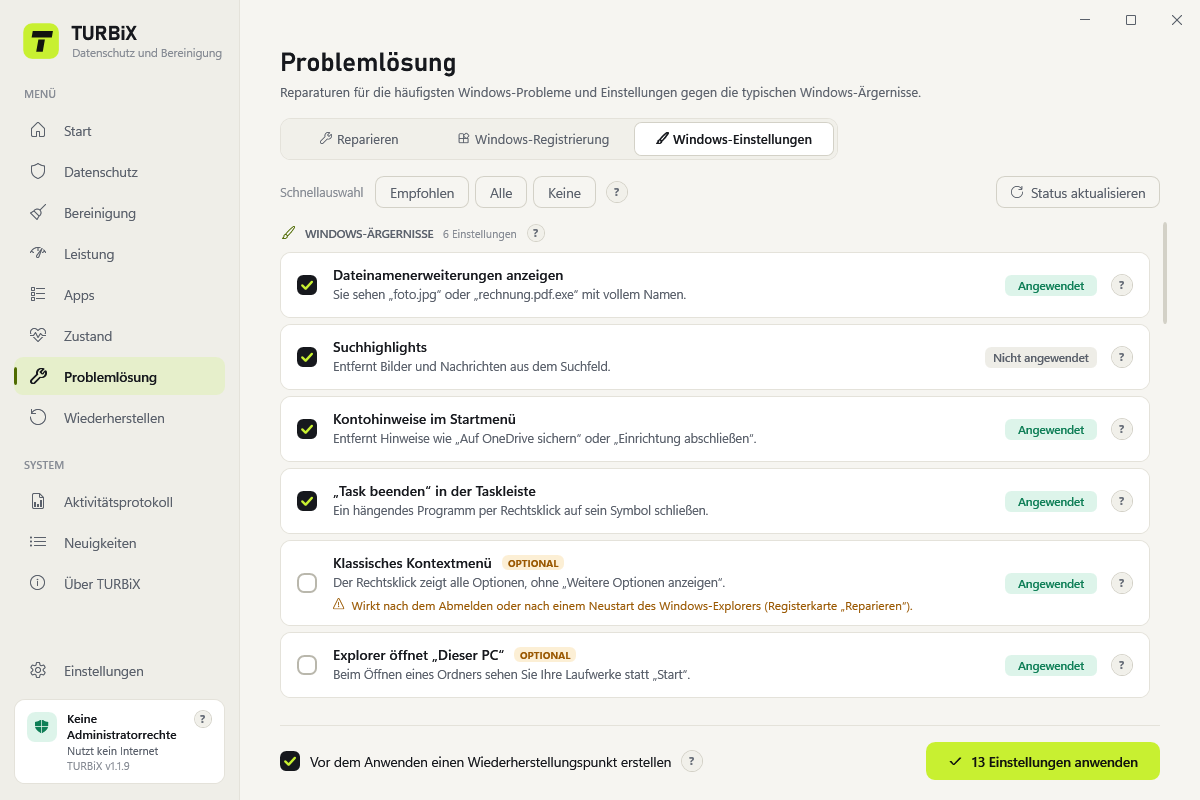 TURBiX
Datenschutz und Bereinigung
MENÜ
Start
Datenschutz
Bereinigung
Leistung
Apps
Zustand
Problemlösung
Wiederherstellen
SYSTEM
Aktivitätsprotokoll
Neuigkeiten
Über TURBiX
Einstellungen
Keine Administratorrechte
?
Nutzt kein Internet
TURBiX v1.1.9
Problemlösung
Reparaturen für die häufigsten Windows-Probleme und Einstellungen gegen die typischen Windows-Ärgernisse.
Reparieren
Windows-Registrierung
Windows-Einstellungen
Schnellauswahl
Empfohlen
Alle
Keine
?
Status aktualisieren
WINDOWS-ÄRGERNISSE 6 Einstellungen ?
Dateinamenerweiterungen anzeigen
Sie sehen „foto.jpg“ oder „rechnung.pdf.exe“ mit vollem Namen.
Angewendet ?
Suchhighlights
Entfernt Bilder und Nachrichten aus dem Suchfeld.
Nicht angewendet ?
Kontohinweise im Startmenü
Entfernt Hinweise wie „Auf OneDrive sichern“ oder „Einrichtung abschließen“.
Angewendet ?
„Task beenden“ in der Taskleiste
Ein hängendes Programm per Rechtsklick auf sein Symbol schließen.
Angewendet ?
Klassisches Kontextmenü OPTIONAL
Der Rechtsklick zeigt alle Optionen, ohne „Weitere Optionen anzeigen“.
Wirkt nach dem Abmelden oder nach einem Neustart des Windows-Explorers (Registerkarte „Reparieren“).
Angewendet ?
Explorer öffnet „Dieser PC“ OPTIONAL
Beim Öffnen eines Ordners sehen Sie Ihre Laufwerke statt „Start“.
Angewendet ?
Vor dem Anwenden einen Wiederherstellungspunkt erstellen ?
13 Einstellungen anwenden